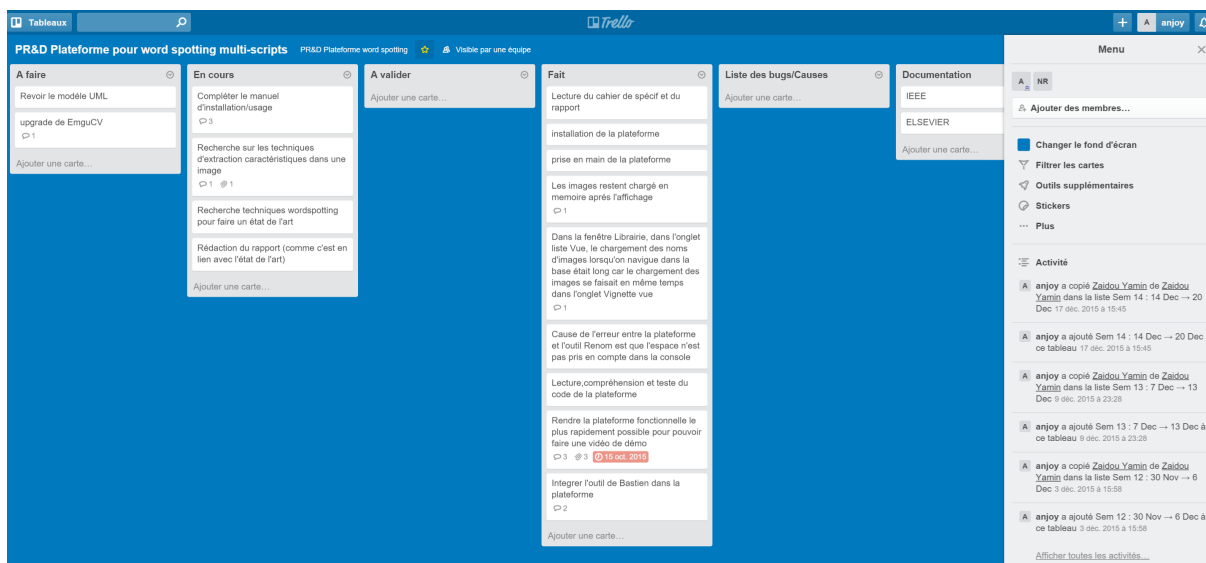 Tableaux
Trello
+
A anjoy
PR&D Plateforme pour word spotting multi-scripts
PR&D Plateforme word spotting
Visible par une équipe
A faire
Revoir le modéle UML
upgrade de EmguCV
1
Ajouter une carte…
En cours
Compléter le manuel
d'installation/usage
3
Recherche sur les techniques
d'extraction caractéristiques dans une
image
1 1
Recherche techniques wordspotting
pour faire un état de l'art
Rédaction du rapport (comme c'est en
lien avec l'état de l'art)
Ajouter une carte…
A valider
Ajouter une carte…
Fait
Lecture du cahier de spécif et du
rapport
installation de la plateforme
prise en main de la plateforme
Les images restent chargé en
memoire aprés l'affichage
1
Dans la fenêtre Librairie, dans l'onglet
liste Vue, le chargement des noms
d'images lorsqu'on navigue dans la
base était long car le chargement des
images se faisait en même temps
dans l'onglet Vignette vue
1
Cause de l'erreur entre la plateforme
et l'outil Renom est que l'espace n'est
pas pris en compte dans la console
Lecture,compréhension et teste du
code de la plateforme
Rendre la plateforme fonctionnelle le
plus rapidement possible pour pouvoir
faire une vidéo de démo
3 3 15 oct. 2015
Integrer l'outil de Bastien dans la
plateforme
2
Ajouter une carte…
Liste des bugs/Causes
Ajouter une carte…
Documentation
IEEE
ELSEVIER
Ajouter une carte…
Menu
A NR
Ajouter des membres…
Changer le fond d'écran
Filtrer les cartes
Outils supplémentaires
Stickers
Plus
Activité
A anjoy a copié Zaidou Yamin de Zaidou
Yamin dans la liste Sem 14 : 14 Dec → 20
Dec 17 déc. 2015 à 15:45
A anjoy a ajouté Sem 14 : 14 Dec → 20 Dec
ce tableau 17 déc. 2015 à 15:45
A anjoy a copié Zaidou Yamin de Zaidou
Yamin dans la liste Sem 13 : 7 Dec → 13
Dec 9 déc. 2015 à 23:28
A anjoy a ajouté Sem 13 : 7 Dec → 13 Dec à
ce tableau 9 déc. 2015 à 23:28
A anjoy a copié Zaidou Yamin de Zaidou
Yamin dans la liste Sem 12 : 30 Nov → 6
Dec 3 déc. 2015 à 15:58
A anjoy a ajouté Sem 12 : 30 Nov → 6 Dec à
ce tableau 3 déc. 2015 à 15:58
Afficher toutes les activités…